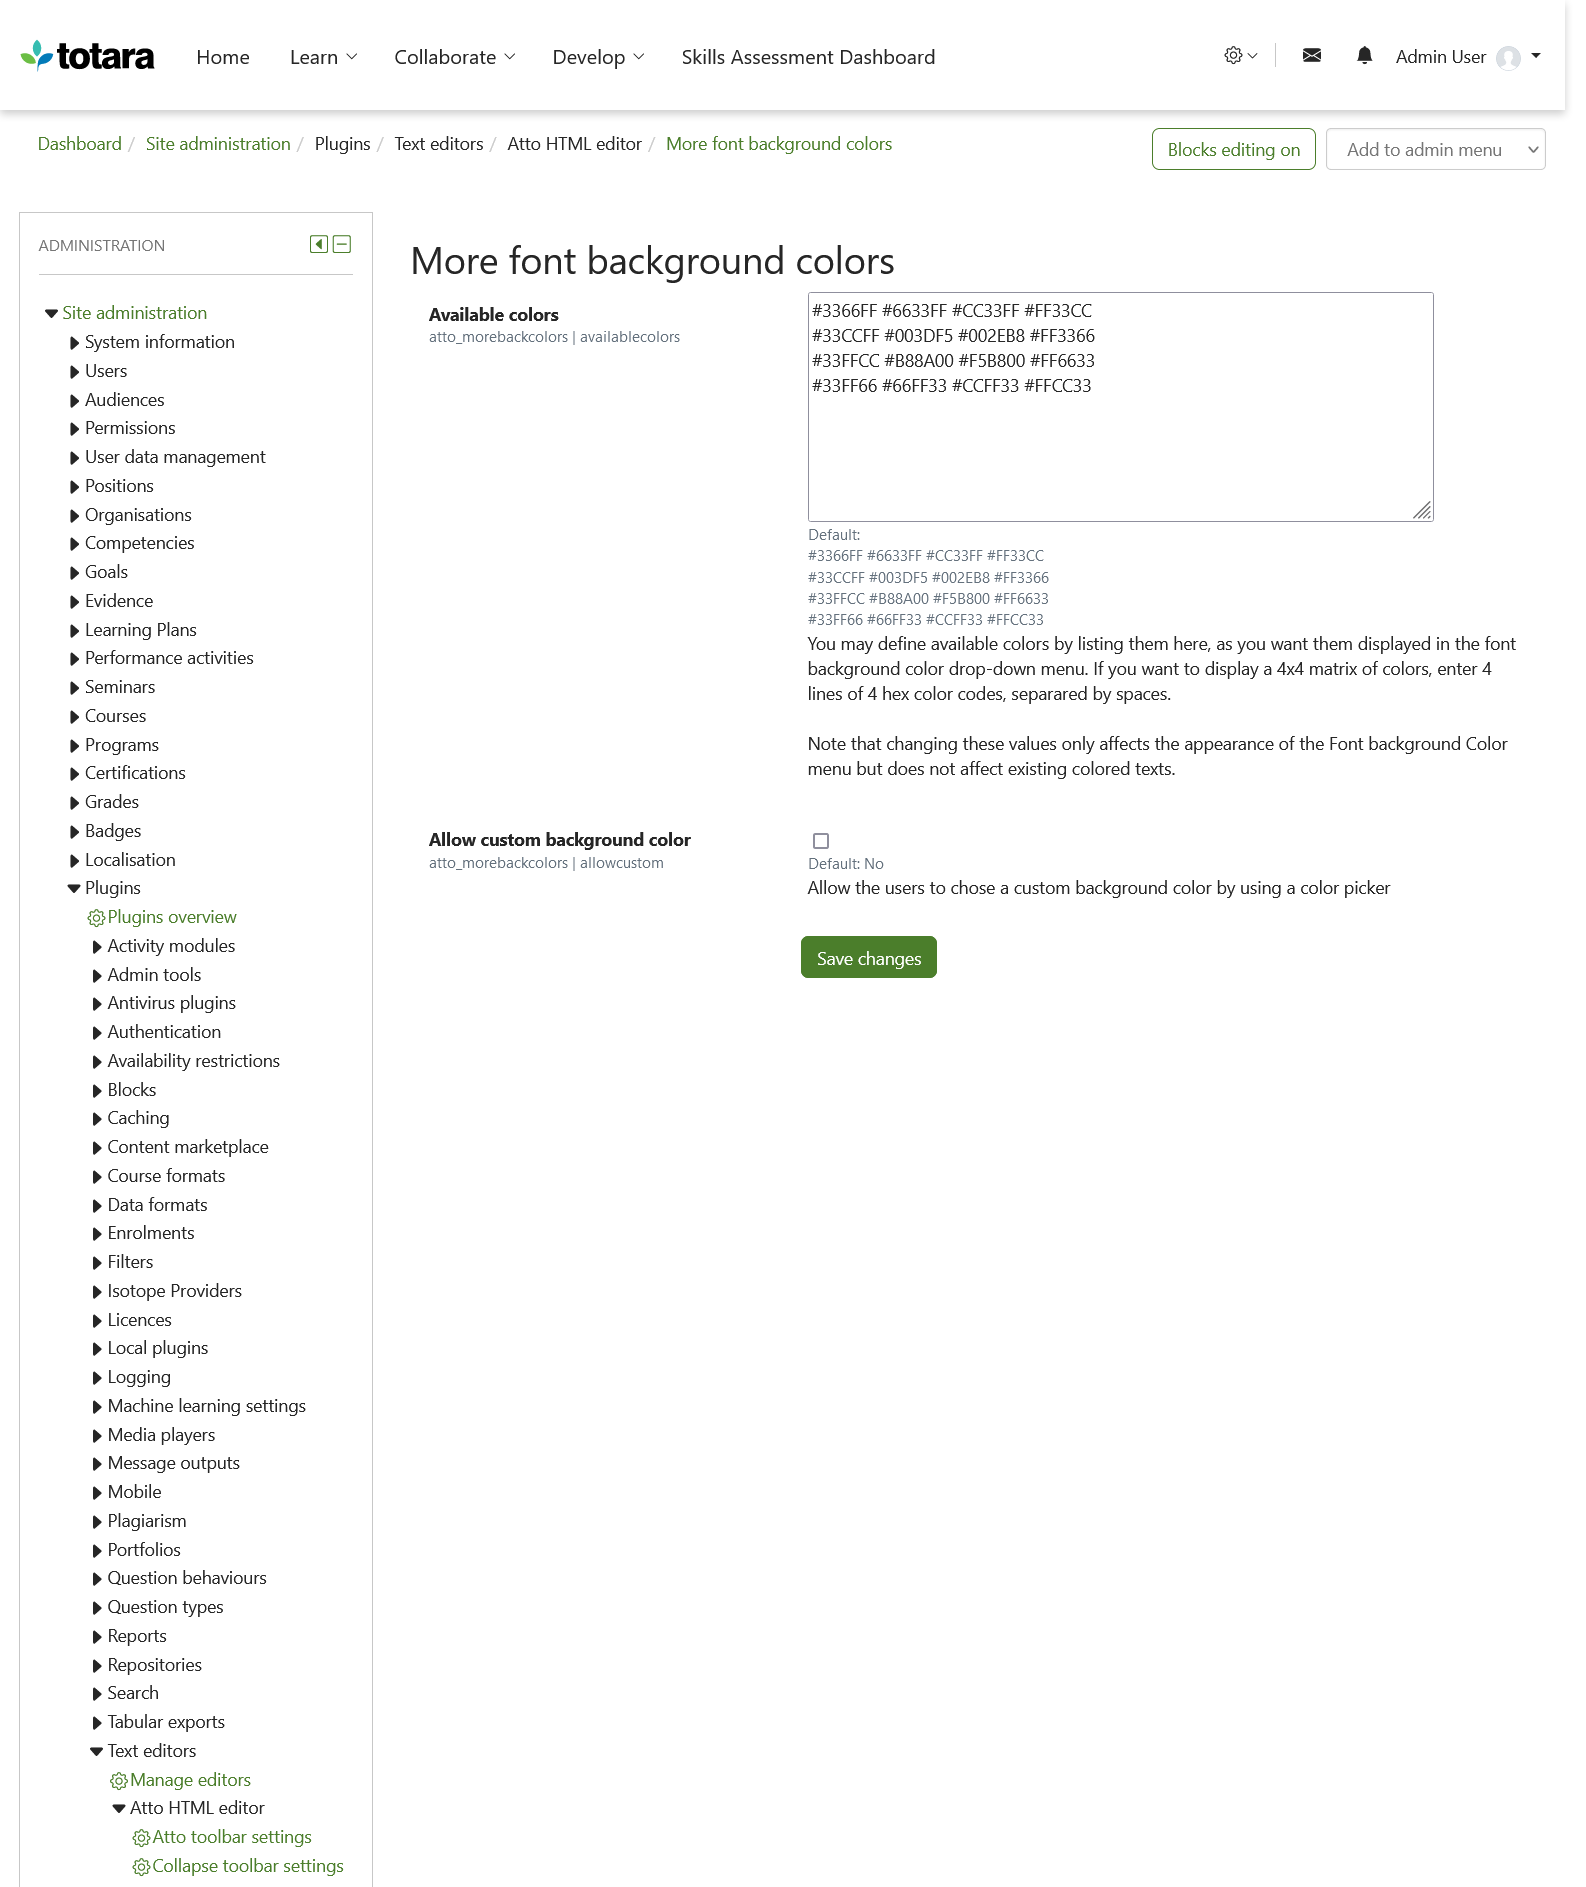 totara
Home
Learn
Collaborate
Develop
Skills Assessment Dashboard
Admin User
Dashboard / Site administration / Plugins / Text editors / Atto HTML editor / More font background colors
Blocks editing on
Add to admin menu
ADMINISTRATION
Site administration
System information
Users
Audiences
Permissions
User data management
Positions
Organisations
Competencies
Goals
Evidence
Learning Plans
Performance activities
Seminars
Courses
Programs
Certifications
Grades
Badges
Localisation
Plugins
Plugins overview
Activity modules
Admin tools
Antivirus plugins
Authentication
Availability restrictions
Blocks
Caching
Content marketplace
Course formats
Data formats
Enrolments
Filters
Isotope Providers
Licences
Local plugins
Logging
Machine learning settings
Media players
Message outputs
Mobile
Plagiarism
Portfolios
Question behaviours
Question types
Reports
Repositories
Search
Tabular exports
Text editors
Manage editors
Atto HTML editor
Atto toolbar settings
Collapse toolbar settings
More font background colors
Available colors
atto_morebackcolors | availablecolors
#3366FF #6633FF #CC33FF #FF33CC
#33CCFF #003DF5 #002EB8 #FF3366
#33FFCC #B88A00 #F5B800 #FF6633
#33FF66 #66FF33 #CCFF33 #FFCC33
Default:
#3366FF #6633FF #CC33FF #FF33CC
#33CCFF #003DF5 #002EB8 #FF3366
#33FFCC #B88A00 #F5B800 #FF6633
#33FF66 #66FF33 #CCFF33 #FFCC33
You may define available colors by listing them here, as you want them displayed in the font
background color drop-down menu. If you want to display a 4x4 matrix of colors, enter 4
lines of 4 hex color codes, separared by spaces.
Note that changing these values only affects the appearance of the Font background Color
menu but does not affect existing colored texts.
Allow custom background color
atto_morebackcolors | allowcustom
Default: No
Allow the users to chose a custom background color by using a color picker
Save changes